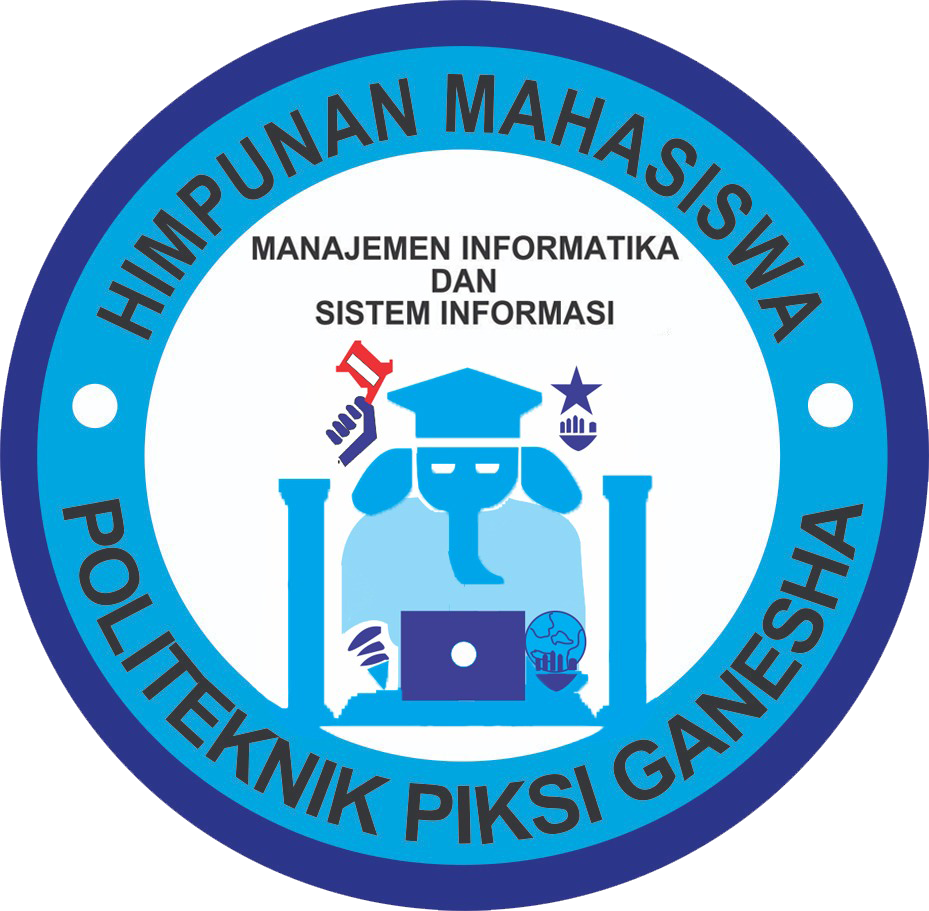 HIMPUNAN MAHASISWA
MANAJEMEN INFORMATIKA
DAN
SISTEM INFORMASI
POLITEKNIK PIKSI GANESHA